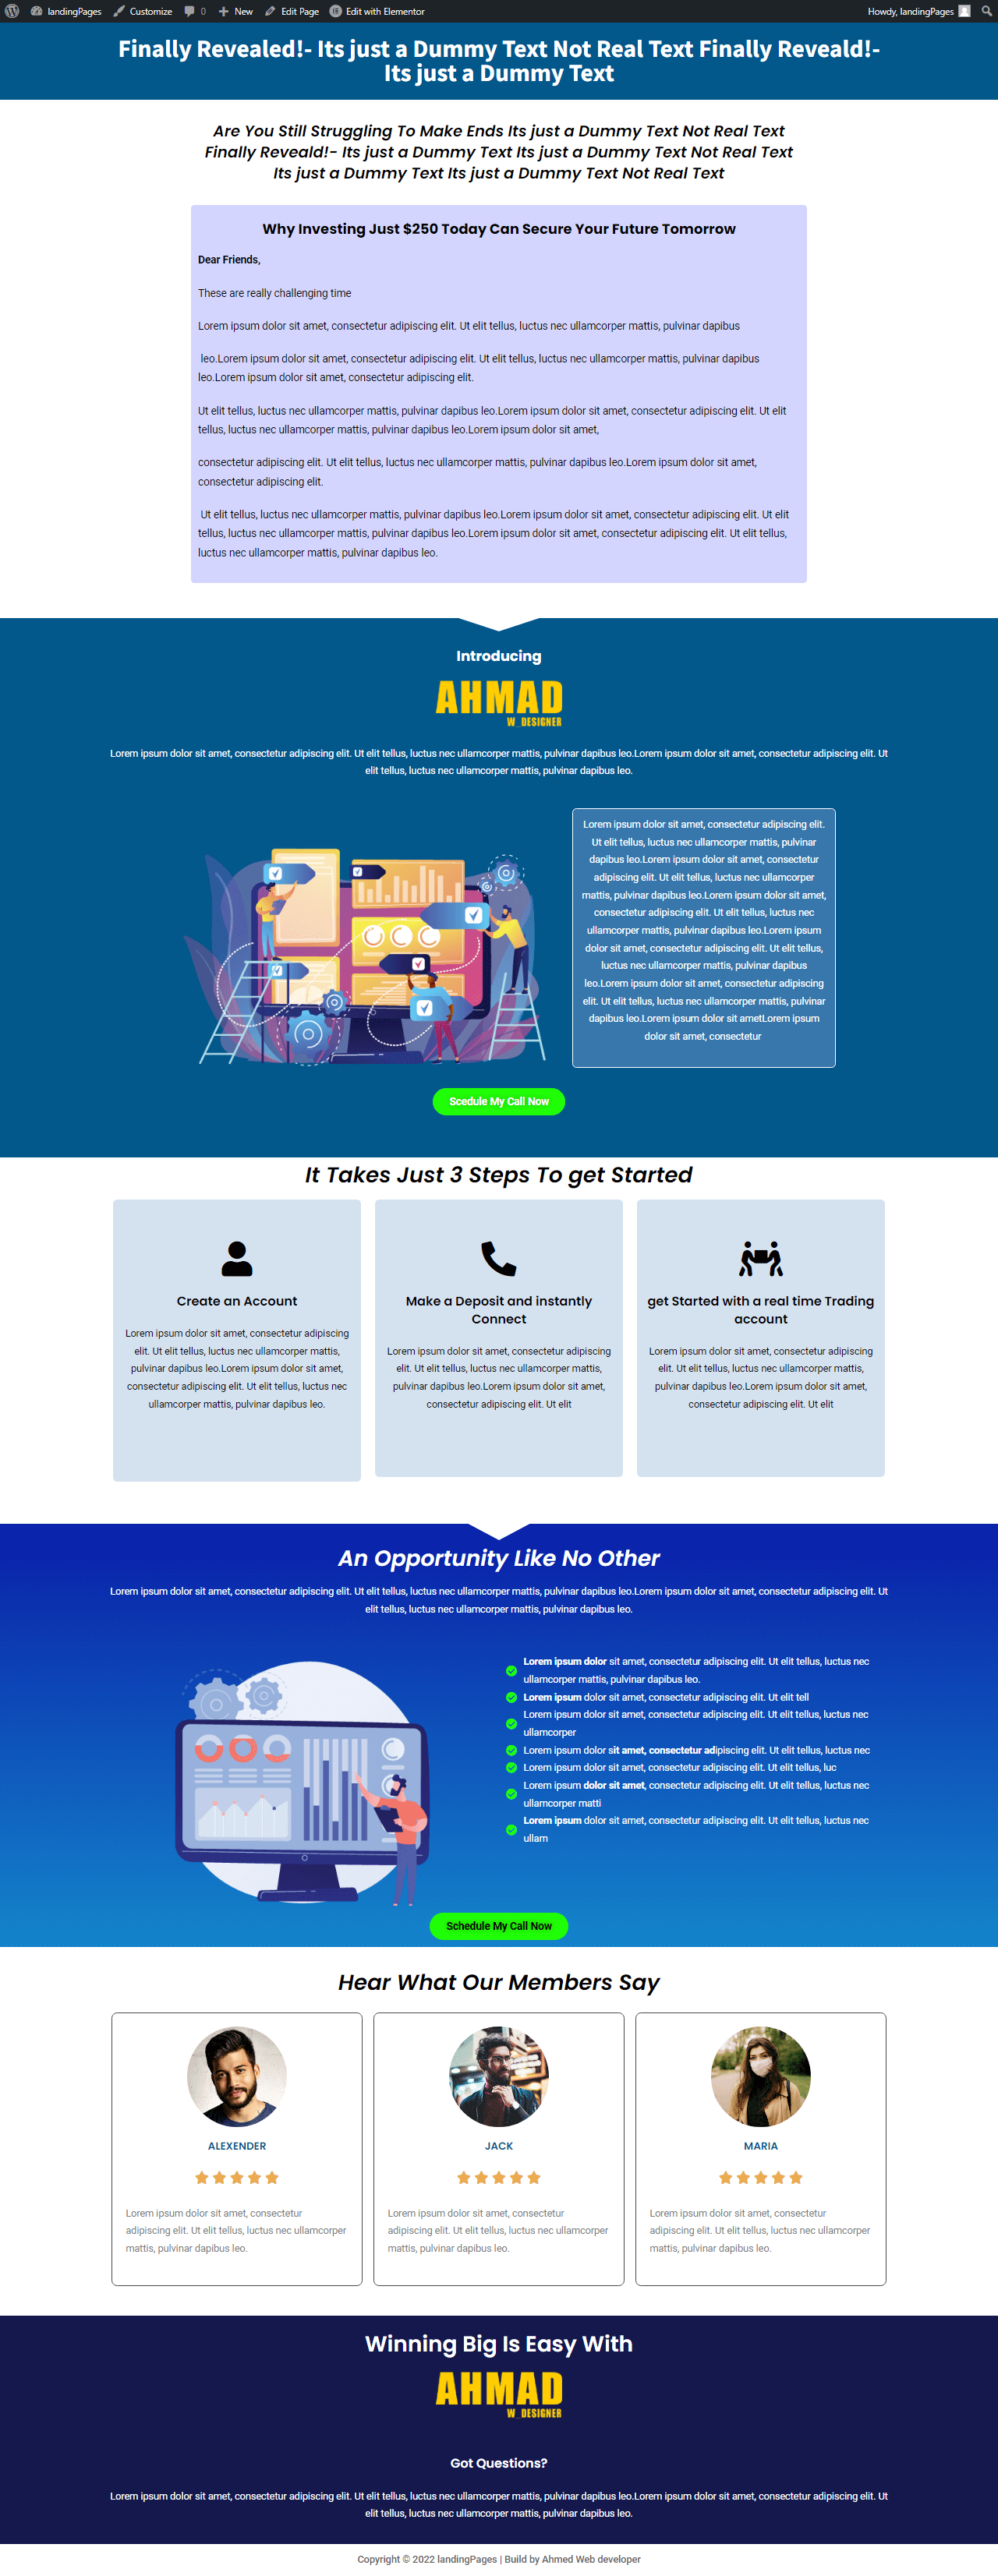 landingPages Customize 0 New Edit Page Edit with Elementor Howdy, landingPages
Finally Revealed!- Its just a Dummy Text Not Real Text Finally Reveald!-
Its just a Dummy Text
Are You Still Struggling To Make Ends Its just a Dummy Text Not Real Text
Finally Reveald!- Its just a Dummy Text Its just a Dummy Text Not Real Text
Its just a Dummy Text Its just a Dummy Text Not Real Text
Why Investing Just $250 Today Can Secure Your Future Tomorrow
Dear Friends,
These are really challenging time
Lorem ipsum dolor sit amet, consectetur adipiscing elit. Ut elit tellus, luctus nec ullamcorper mattis, pulvinar dapibus
leo.Lorem ipsum dolor sit amet, consectetur adipiscing elit. Ut elit tellus, luctus nec ullamcorper mattis, pulvinar dapibus
leo.Lorem ipsum dolor sit amet, consectetur adipiscing elit.
Ut elit tellus, luctus nec ullamcorper mattis, pulvinar dapibus leo.Lorem ipsum dolor sit amet, consectetur adipiscing elit. Ut elit
tellus, luctus nec ullamcorper mattis, pulvinar dapibus leo.Lorem ipsum dolor sit amet,
consectetur adipiscing elit. Ut elit tellus, luctus nec ullamcorper mattis, pulvinar dapibus leo.Lorem ipsum dolor sit amet,
consectetur adipiscing elit.
Ut elit tellus, luctus nec ullamcorper mattis, pulvinar dapibus leo.Lorem ipsum dolor sit amet, consectetur adipiscing elit. Ut elit
tellus, luctus nec ullamcorper mattis, pulvinar dapibus leo.Lorem ipsum dolor sit amet, consectetur adipiscing elit. Ut elit tellus,
luctus nec ullamcorper mattis, pulvinar dapibus leo.
Introducing
AHMAD
W_DESIGNER
Lorem ipsum dolor sit amet, consectetur adipiscing elit. Ut elit tellus, luctus nec ullamcorper mattis, pulvinar dapibus leo.Lorem ipsum dolor sit amet, consectetur adipiscing elit. Ut
elit tellus, luctus nec ullamcorper mattis, pulvinar dapibus leo.
Lorem ipsum dolor sit amet, consectetur adipiscing elit.
Ut elit tellus, luctus nec ullamcorper mattis, pulvinar
dapibus leo.Lorem ipsum dolor sit amet, consectetur
adipiscing elit. Ut elit tellus, luctus nec ullamcorper
mattis, pulvinar dapibus leo.Lorem ipsum dolor sit amet,
consectetur adipiscing elit. Ut elit tellus, luctus nec
ullamcorper mattis, pulvinar dapibus leo.Lorem ipsum
dolor sit amet, consectetur adipiscing elit. Ut elit tellus,
luctus nec ullamcorper mattis, pulvinar dapibus
leo.Lorem ipsum dolor sit amet, consectetur adipiscing
elit. Ut elit tellus, luctus nec ullamcorper mattis, pulvinar
dapibus leo.Lorem ipsum dolor sit ametLorem ipsum
dolor sit amet, consectetur
Scedule My Call Now
It Takes Just 3 Steps To get Started
Create an Account
Lorem ipsum dolor sit amet, consectetur adipiscing
elit. Ut elit tellus, luctus nec ullamcorper mattis,
pulvinar dapibus leo.Lorem ipsum dolor sit amet,
consectetur adipiscing elit. Ut elit tellus, luctus nec
ullamcorper mattis, pulvinar dapibus leo.
Make a Deposit and instantly
Connect
Lorem ipsum dolor sit amet, consectetur adipiscing
elit. Ut elit tellus, luctus nec ullamcorper mattis,
pulvinar dapibus leo.Lorem ipsum dolor sit amet,
consectetur adipiscing elit. Ut elit
get Started with a real time Trading
account
Lorem ipsum dolor sit amet, consectetur adipiscing
elit. Ut elit tellus, luctus nec ullamcorper mattis,
pulvinar dapibus leo.Lorem ipsum dolor sit amet,
consectetur adipiscing elit. Ut elit
An Opportunity Like No Other
Lorem ipsum dolor sit amet, consectetur adipiscing elit. Ut elit tellus, luctus nec ullamcorper mattis, pulvinar dapibus leo.Lorem ipsum dolor sit amet, consectetur adipiscing elit. Ut
elit tellus, luctus nec ullamcorper mattis, pulvinar dapibus leo.
Lorem ipsum dolor sit amet, consectetur adipiscing elit. Ut elit tellus, luctus nec
ullamcorper mattis, pulvinar dapibus leo.
Lorem ipsum dolor sit amet, consectetur adipiscing elit. Ut elit tell
Lorem ipsum dolor sit amet, consectetur adipiscing elit. Ut elit tellus, luctus nec
ullamcorper
Lorem ipsum dolor sit amet, consectetur adipiscing elit. Ut elit tellus, luctus nec
Lorem ipsum dolor sit amet, consectetur adipiscing elit. Ut elit tellus, luc
Lorem ipsum dolor sit amet, consectetur adipiscing elit. Ut elit tellus, luctus nec
ullamcorper matti
Lorem ipsum dolor sit amet, consectetur adipiscing elit. Ut elit tellus, luctus nec
ullam
Schedule My Call Now
Hear What Our Members Say
ALEXENDER
Lorem ipsum dolor sit amet, consectetur
adipiscing elit. Ut elit tellus, luctus nec ullamcorper
mattis, pulvinar dapibus leo.
JACK
Lorem ipsum dolor sit amet, consectetur
adipiscing elit. Ut elit tellus, luctus nec ullamcorper
mattis, pulvinar dapibus leo.
MARIA
Lorem ipsum dolor sit amet, consectetur
adipiscing elit. Ut elit tellus, luctus nec ullamcorper
mattis, pulvinar dapibus leo.
Winning Big Is Easy With
AHMAD
W_DESIGNER
Got Questions?
Lorem ipsum dolor sit amet, consectetur adipiscing elit. Ut elit tellus, luctus nec ullamcorper mattis, pulvinar dapibus leo.Lorem ipsum dolor sit amet, consectetur adipiscing elit. Ut
elit tellus, luctus nec ullamcorper mattis, pulvinar dapibus leo.
Copyright © 2022 landingPages | Build by Ahmed Web developer